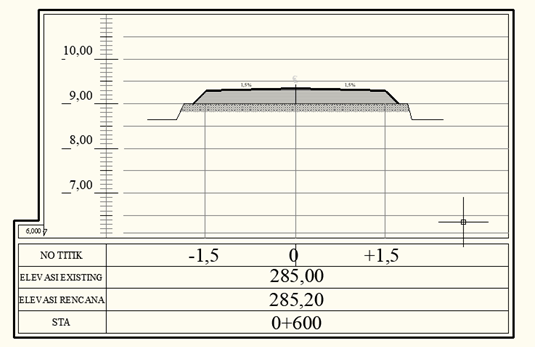 10,00
1,5%
1,5%
9,00
8,00
7,00
6,000
NO TITIK -1,5 0 +1,5
ELEVASI EXISTING 285,00
ELEVASI RENCANA 285,20
STA 0+600